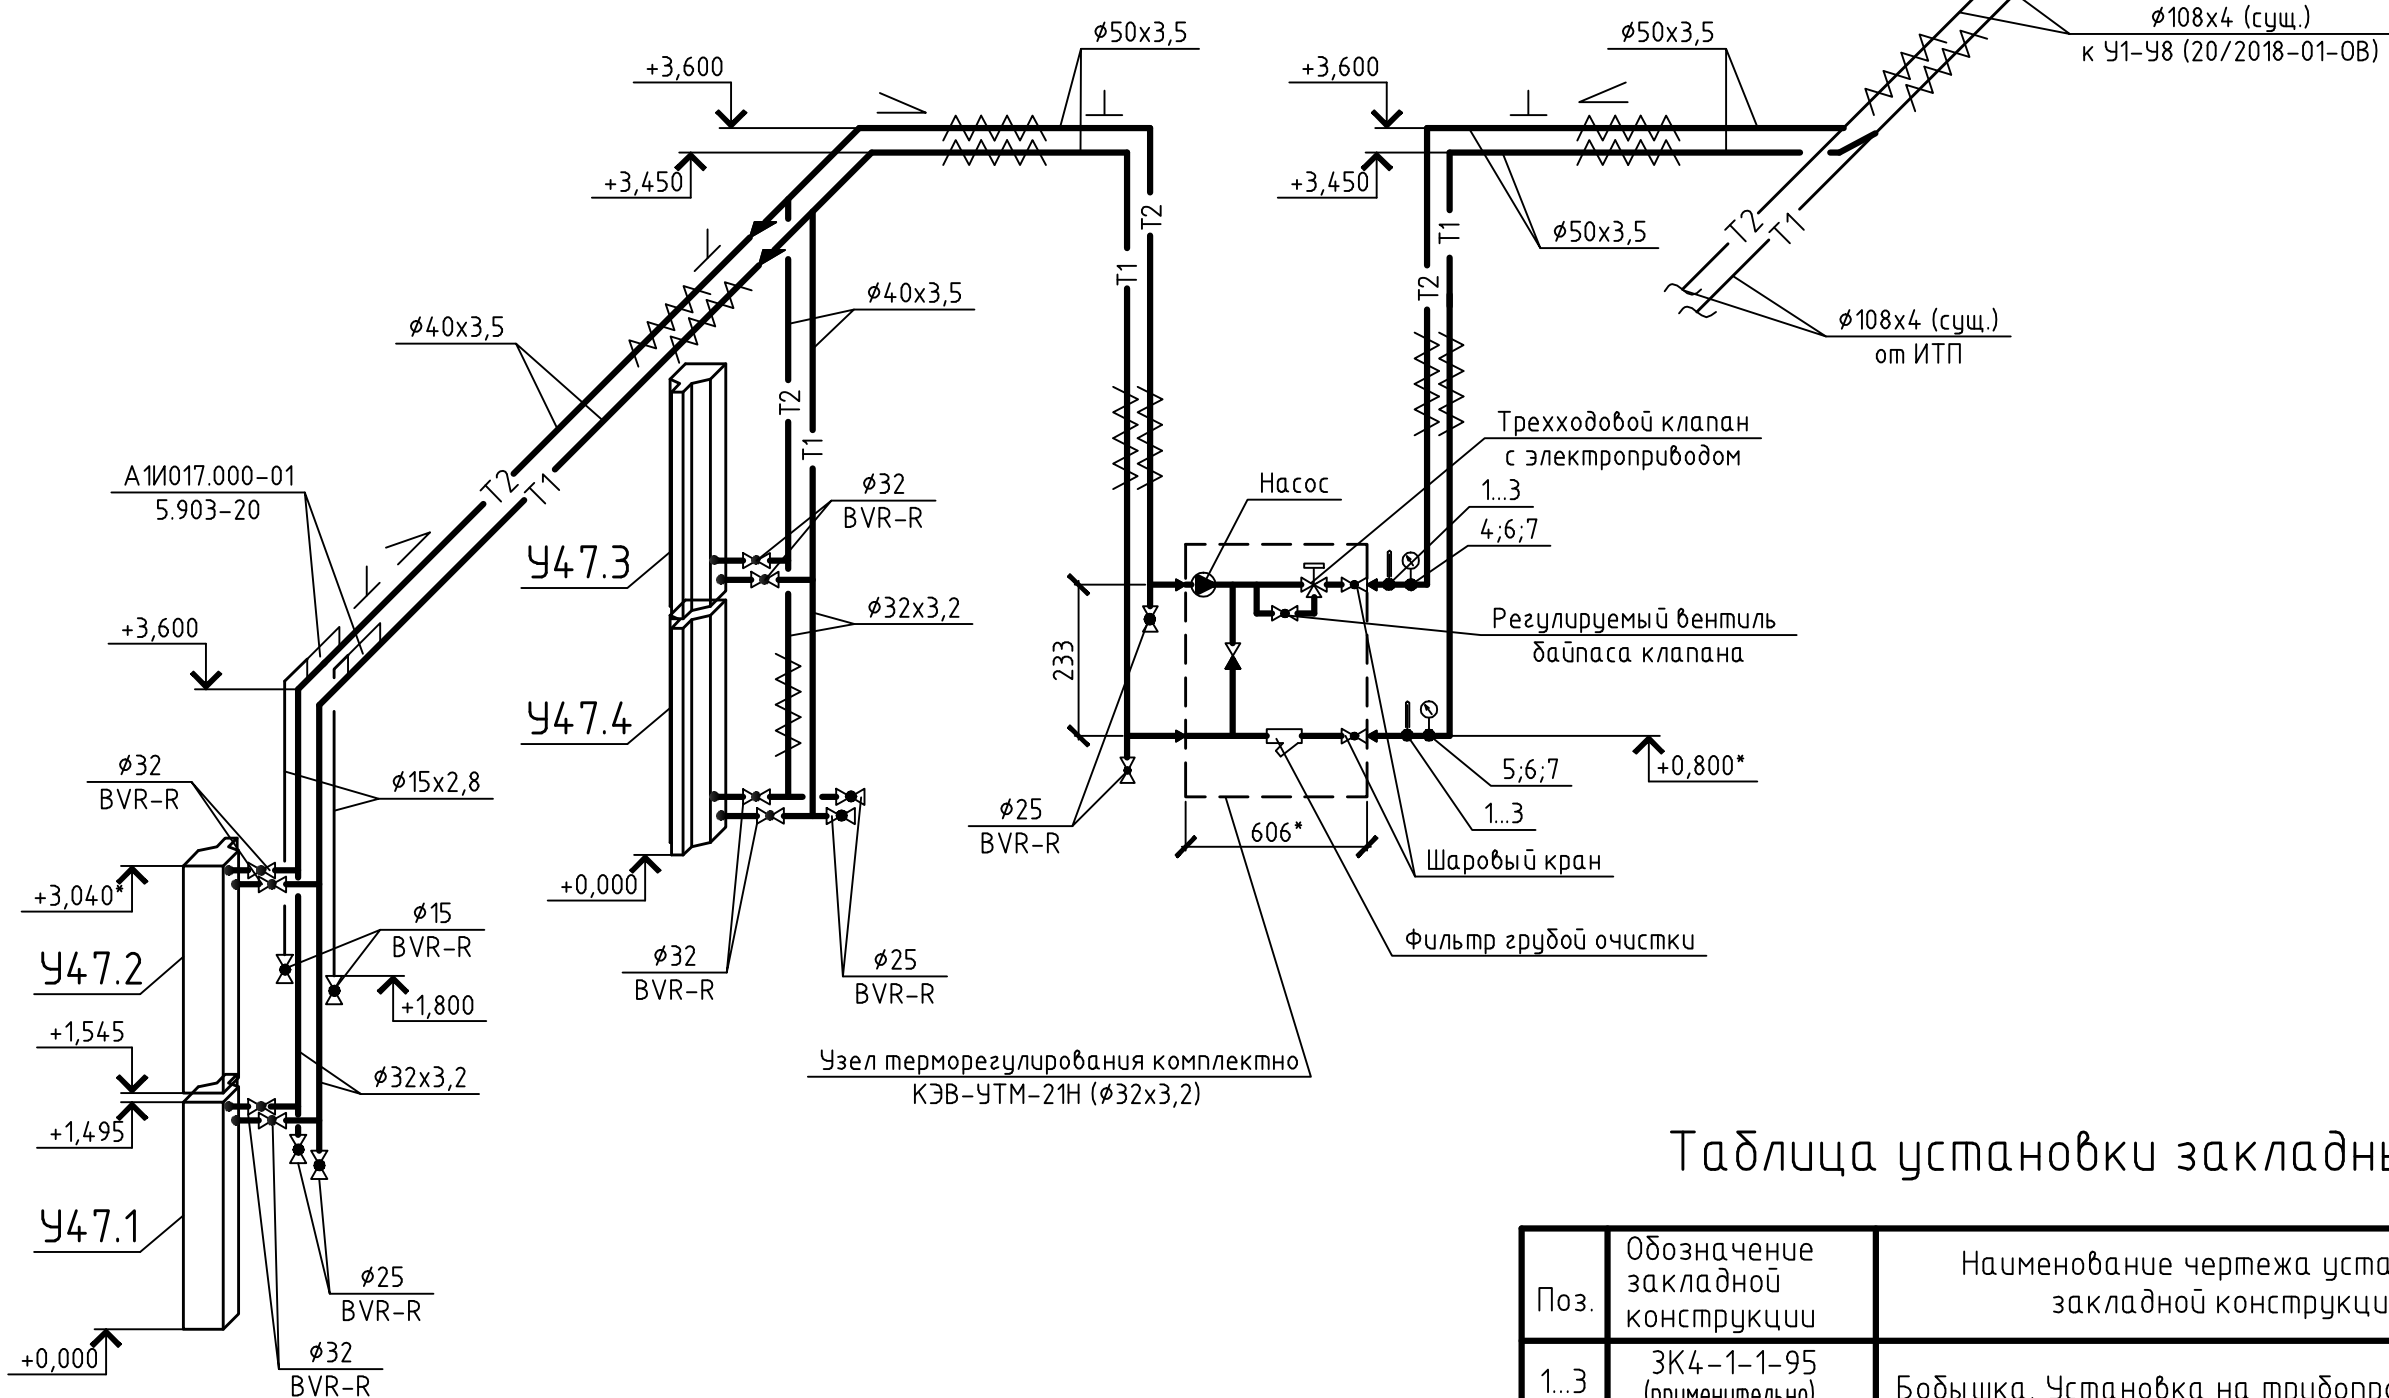 ø108x4 (сущ.)
к У1-У8 (20/2018-01-ОВ)
ø50x3,5
ø50x3,5
+3,600
+3,600
+3,450
+3,450
T2
T1
T1
T2
ø50x3,5
T2
T1
ø108x4 (сущ.)
от ИТП
ø40x3,5
ø40x3,5
T2
T1
T2
T1
Трехходовой клапан
с электроприводом
1...3
4;6;7
Насос
А1И017.000-01
5.903-20
ø32
BVR-R
У47.3
ø32x3,2
Регулируемый вентиль
байпаса клапана
+3,600
233
У47.4
ø32
BVR-R
ø15x2,8
+0,800*
5;6;7
1...3
ø25
BVR-R
606*
Шаровый кран
+0,000
+3,040*
ø15
BVR-R
Фильтр грубой очистки
У47.2
ø32
BVR-R
ø25
BVR-R
+1,800
+1,545
Узел терморегулирования комплектно
КЭВ-УТМ-21Н (ø32x3,2)
ø32x3,2
+1,495
У47.1
ø25
BVR-R
+0,000
ø32
BVR-R
Таблица установки закладны
Поз.
Обозначение
закладной
конструкции
Наименование чертежа уста
закладной конструкци
1...3
ЗК4-1-1-95
(применительно)
Бобышка. Установка на трубопро